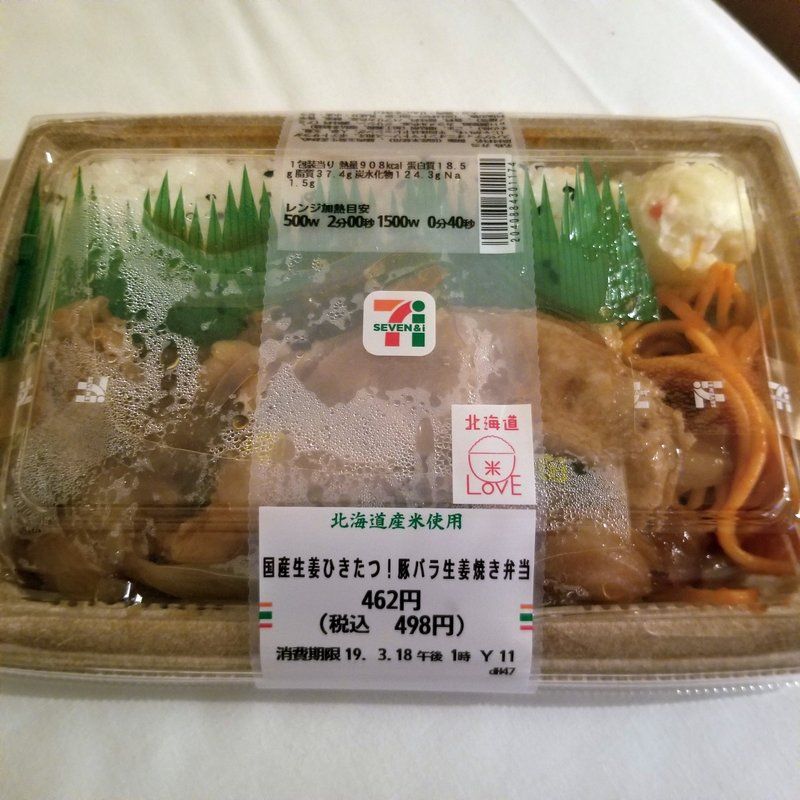 1包装当り 熱量908kcal 蛋白質18.5
g脂質37.4g炭水化物124.3gNa
1.5g
レンジ加熱目安
500W 2分00秒 1500W 0分40秒
2040884301174
SEVEN&i
北海道
米
LOVE
北海道産米使用
国産生姜ひきたつ！豚バラ生姜焼き弁当
462円
(税込 498円)
消費期限 19. 3.18 午後 1時 Y 11
dH47